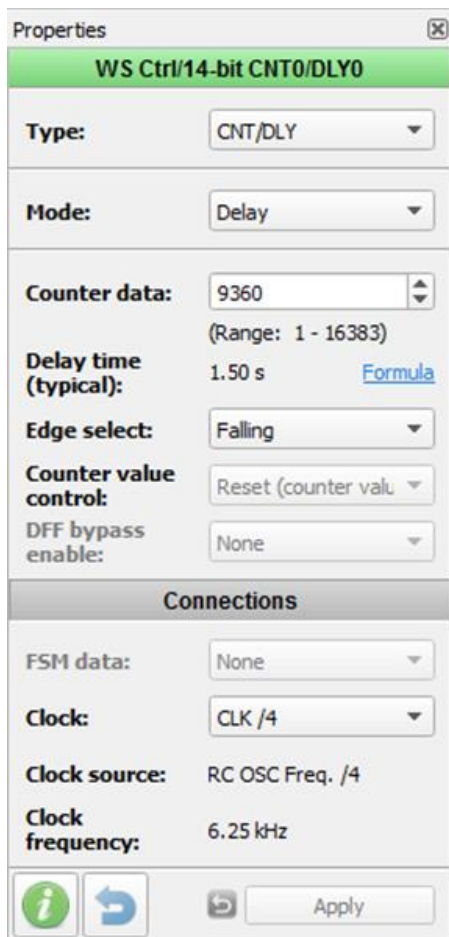 Properties
WS Ctrl/14-bit CNT0/DLY0
Type: CNT/DLY
Mode: Delay
Counter data: 9360
(Range: 1 - 16383)
Delay time (typical): 1.50 s Formula
Edge select: Falling
Counter value control: Reset (counter valu
DFF bypass enable: None
Connections
FSM data: None
Clock: CLK /4
Clock source: RC OSC Freq. /4
Clock frequency: 6.25 kHz
i
Apply